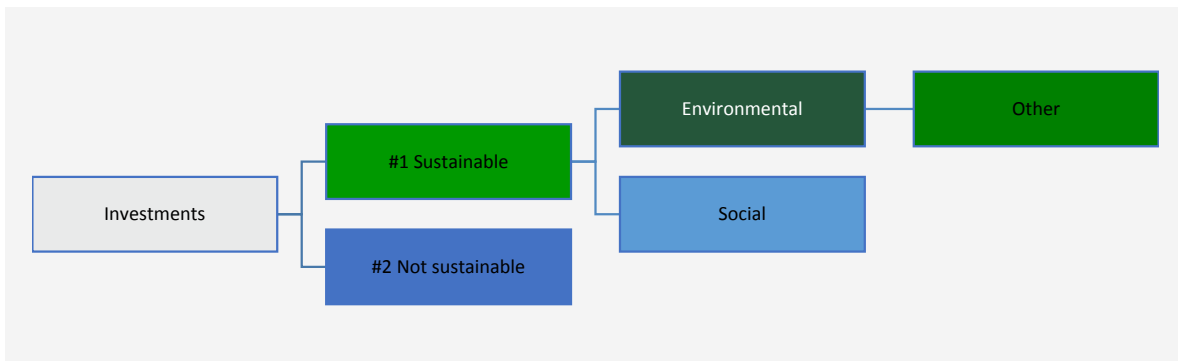 Environmental
Other
#1 Sustainable
Investments
Social
#2 Not sustainable